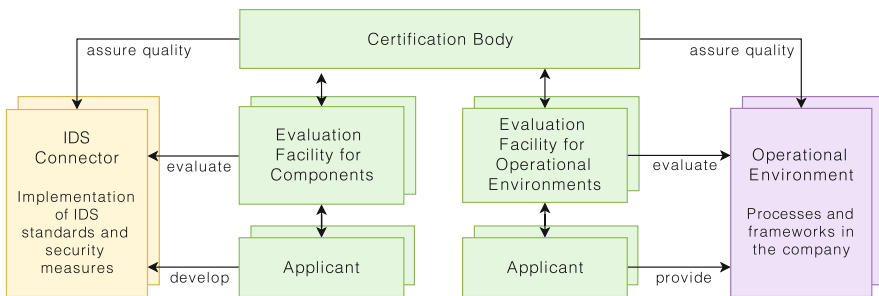 Certification Body
assure quality
assure quality
IDS
Connector
Implementation
of IDS
standards and
security
measures
Evaluation
Facility for
Components
Evaluation
Facility for
Operational
Environments
Operational
Environment
Processes and
frameworks in
the company
evaluate
evaluate
Applicant
Applicant
develop
provide